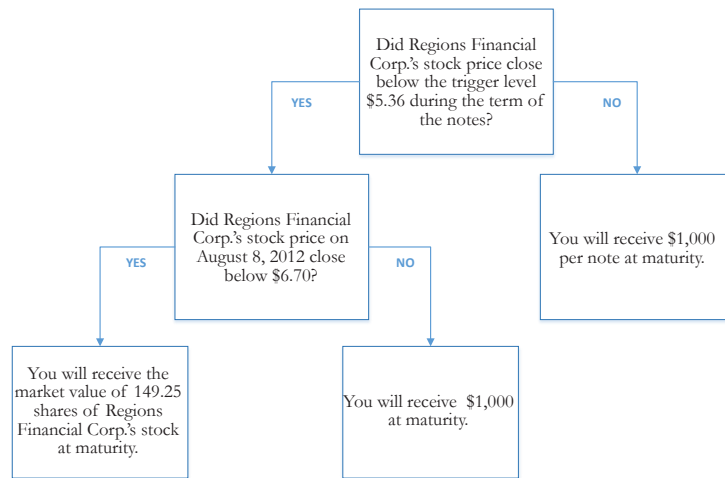 Did Regions Financial
Corp.'s stock price close
below the trigger level
$5.36 during the term of
the notes?
YES
NO
Did Regions Financial
Corp.'s stock price on
August 8, 2012 close
below $6.70?
You will receive $1,000
per note at maturity.
YES
NO
You will receive the
market value of 149.25
shares of Regions
Financial Corp.'s stock
at maturity.
You will receive $1,000
at maturity.